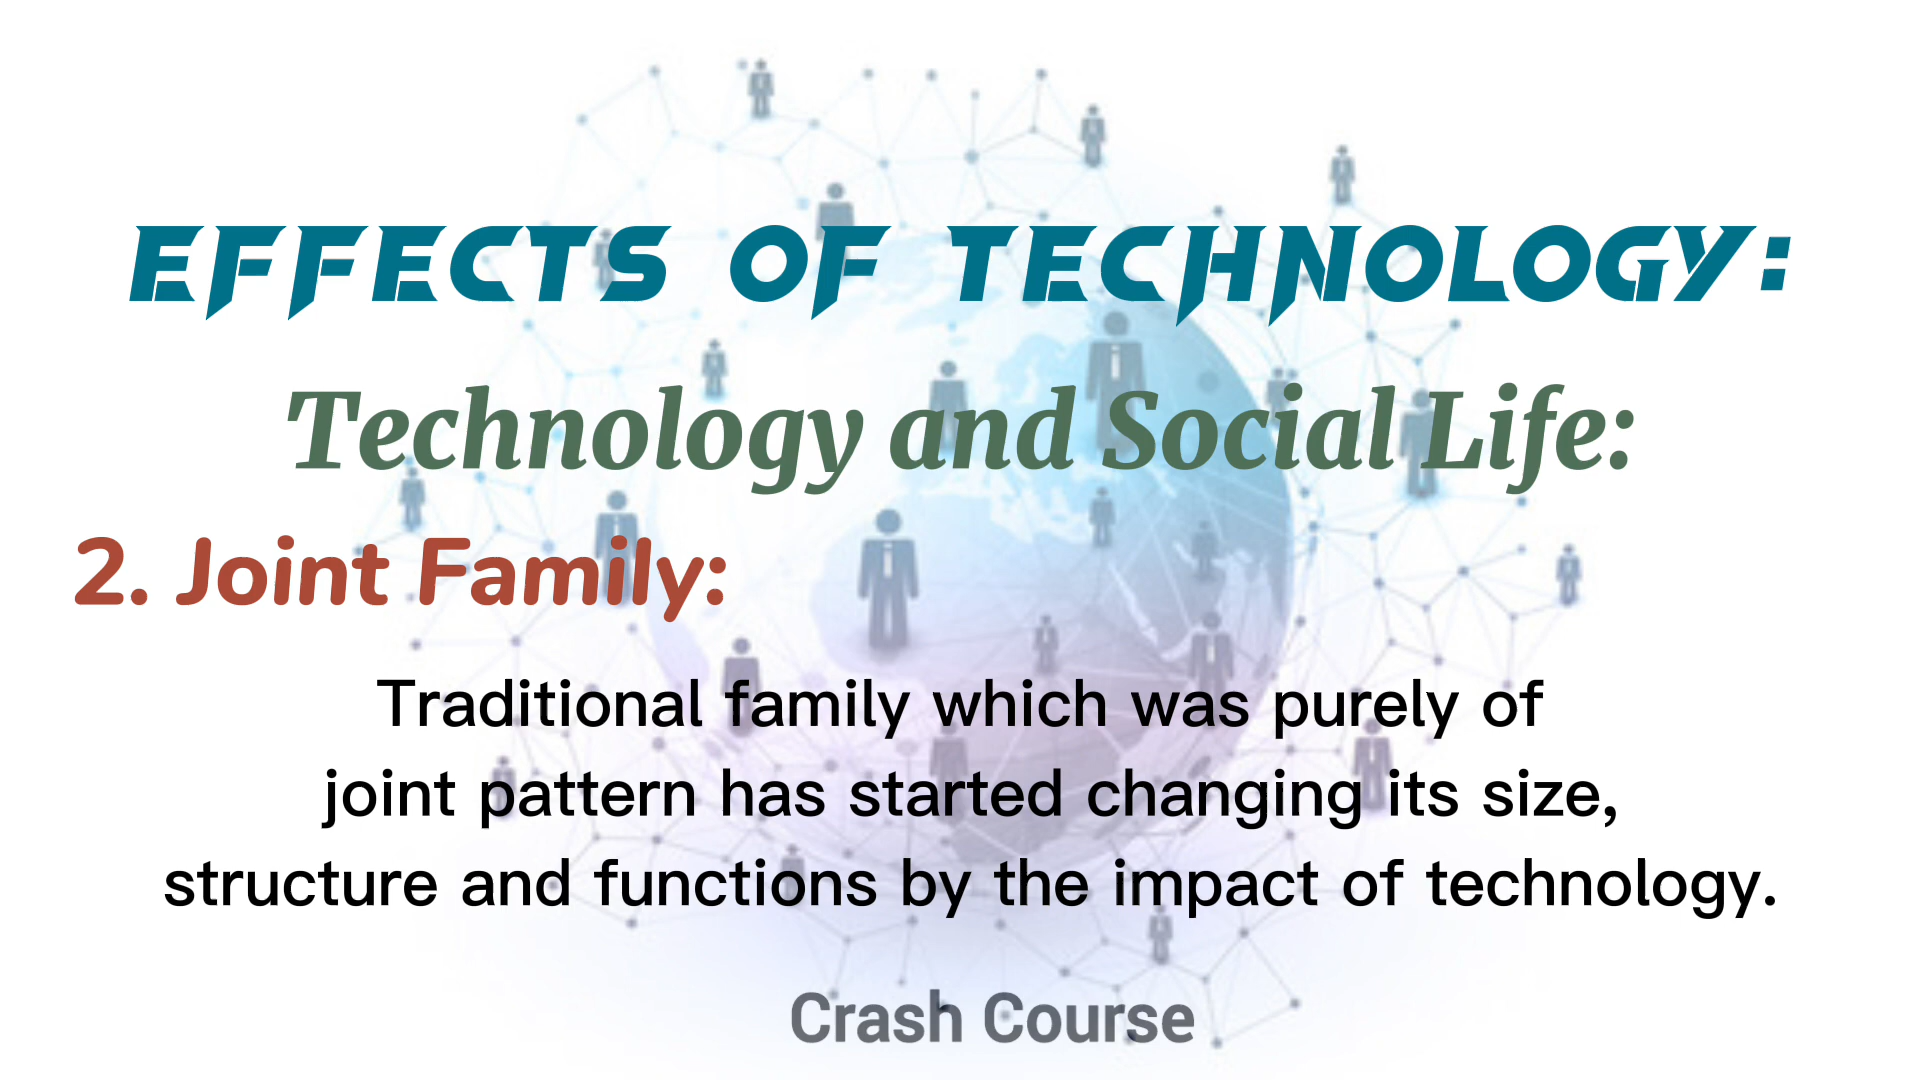 EFFECTS OF TECHNOLOGY:
Technology and Social Life:
2. Joint Family:
Traditional family which was purely of
joint pattern has started changing its size,
structure and functions by the impact of technology.
Crash Course